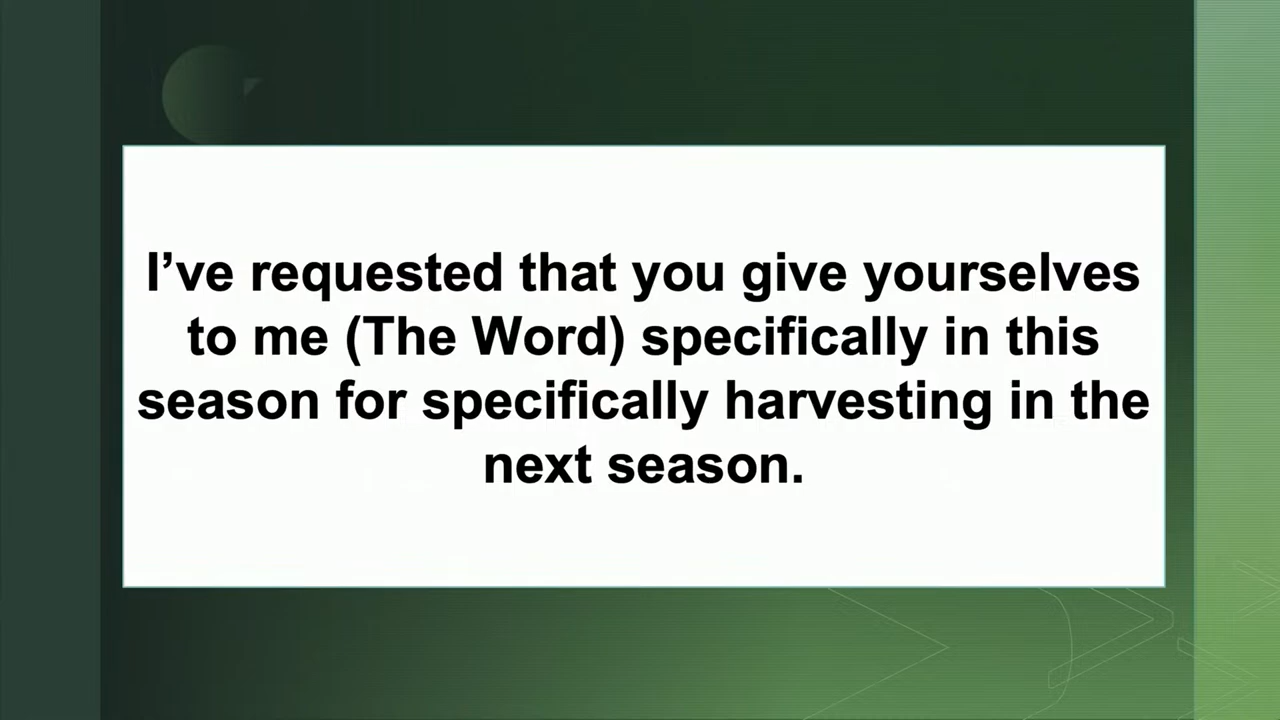 I’ve requested that you give yourselves
to me (The Word) specifically in this
season for specifically harvesting in the
next season.